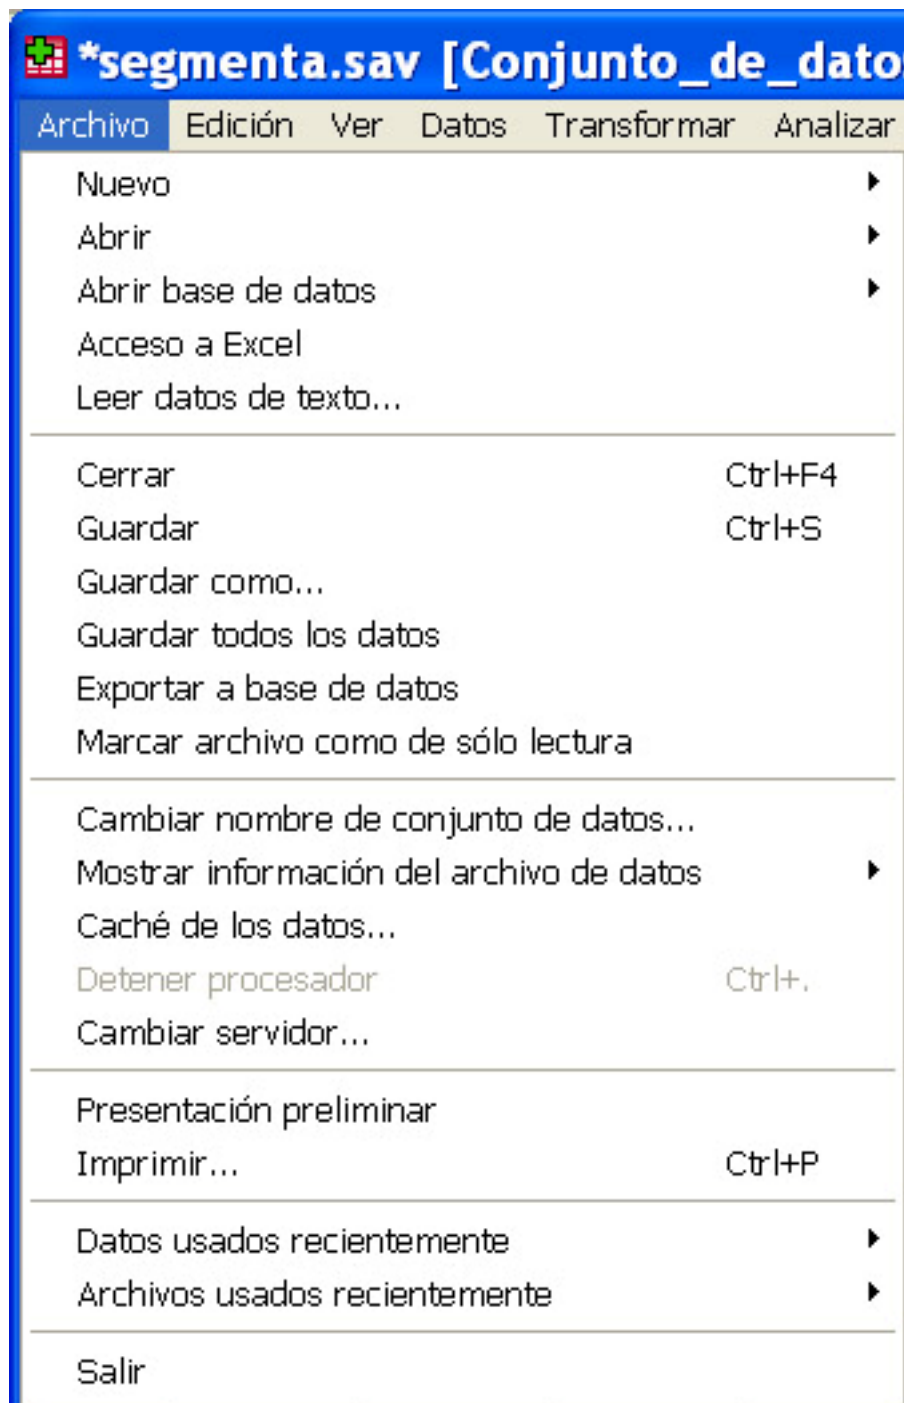 *segmenta.sav [Conjunto_de_dato
Archivo Edición Ver Datos Transformar Analizar
Nuevo
Abrir
Abrir base de datos
Acceso a Excel
Leer datos de texto...
Cerrar Ctrl+F4
Guardar Ctrl+S
Guardar como...
Guardar todos los datos
Exportar a base de datos
Marcar archivo como de sólo lectura
Cambiar nombre de conjunto de datos...
Mostrar información del archivo de datos
Caché de los datos...
Detener procesador Ctrl+.
Cambiar servidor...
Presentación preliminar
Imprimir... Ctrl+P
Datos usados recientemente
Archivos usados recientemente
Salir